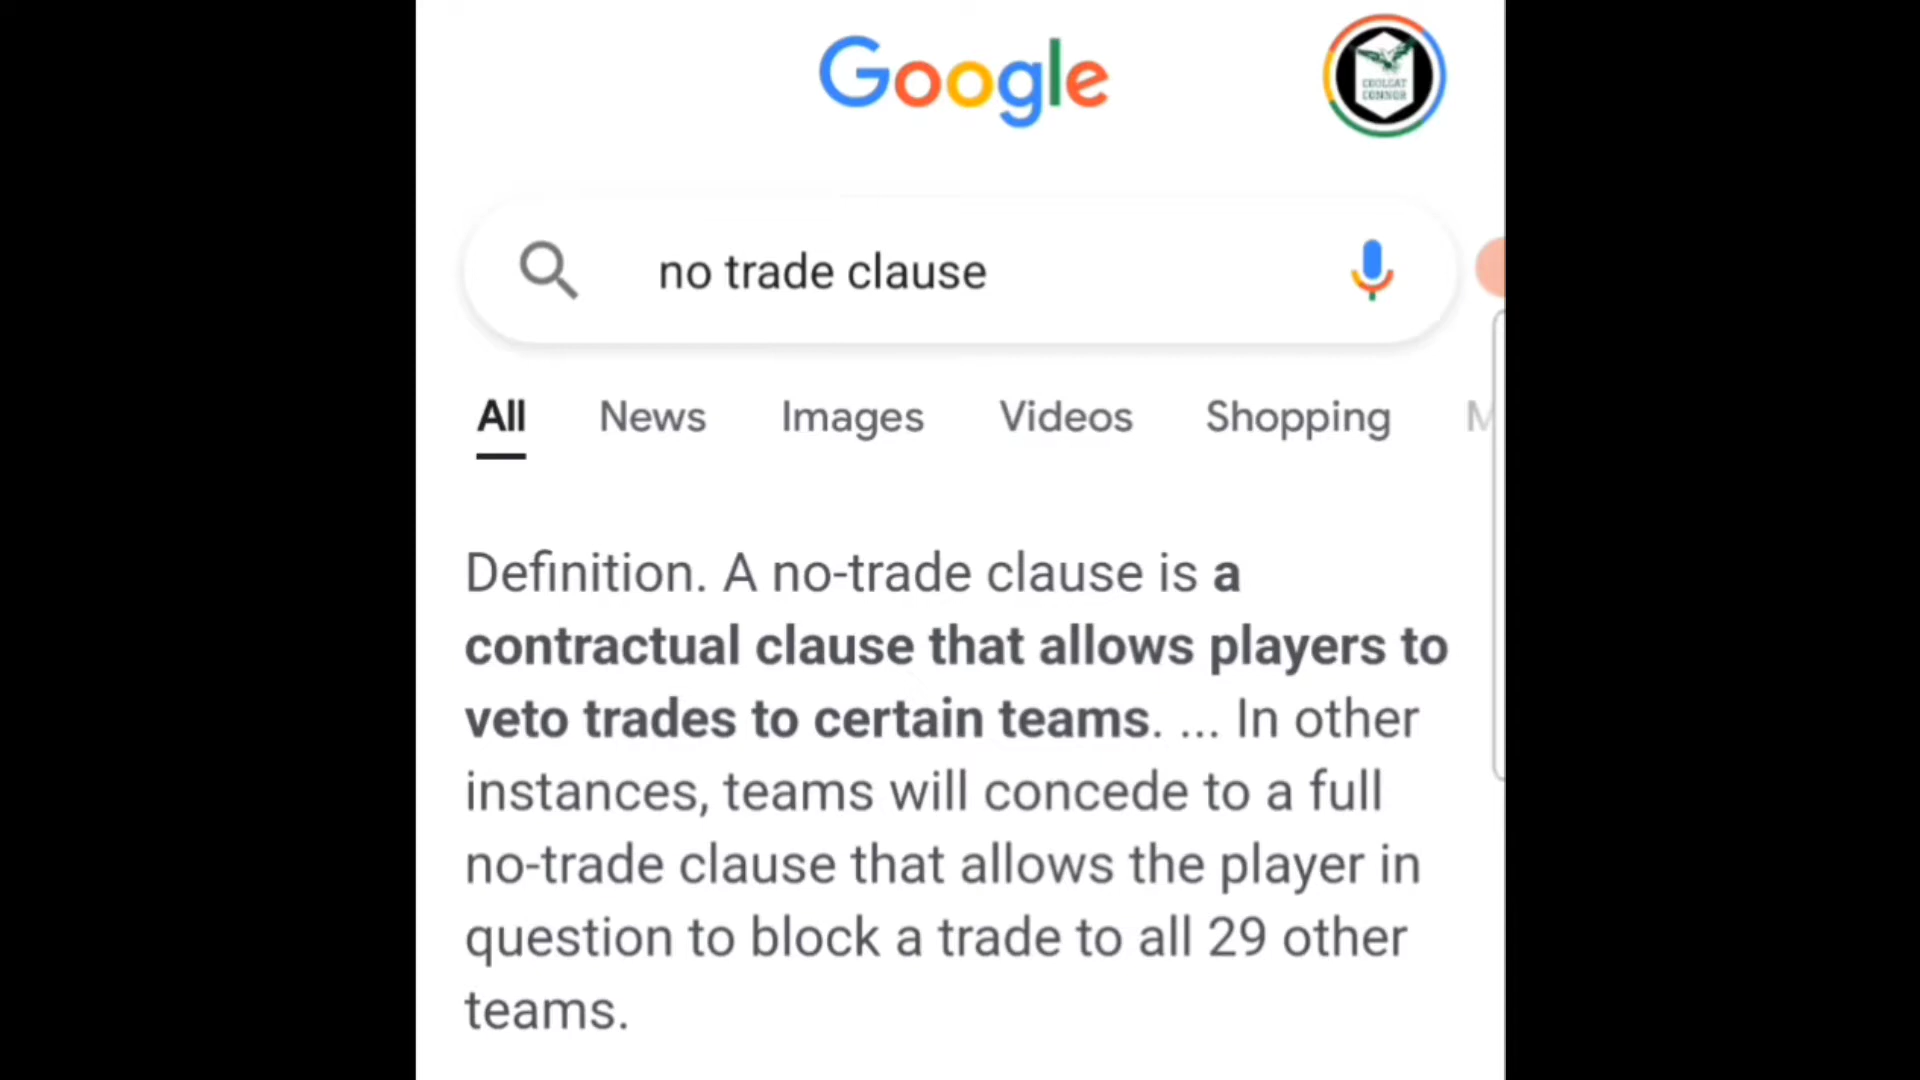 Google
COOLCAT
CONNOR
no trade clause
All News Images Videos Shopping M
Definition. A no-trade clause is a
contractual clause that allows players to
veto trades to certain teams. ... In other
instances, teams will concede to a full
no-trade clause that allows the player in
question to block a trade to all 29 other
teams.